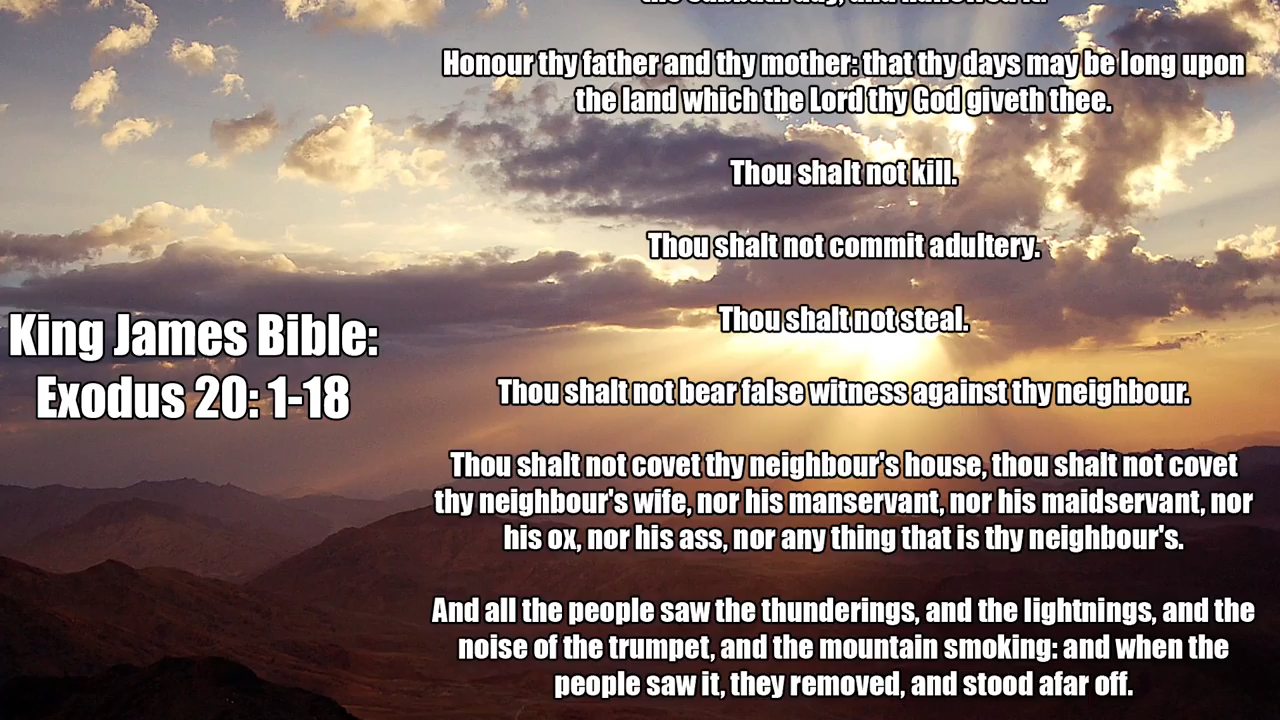 the sabbath day, and hallowed it.
Honour thy father and thy mother: that thy days may be long upon
the land which the Lord thy God giveth thee.
Thou shalt not kill.
Thou shalt not commit adultery.
Thou shalt not steal.
Thou shalt not bear false witness against thy neighbour.
Thou shalt not covet thy neighbour's house, thou shalt not covet
thy neighbour's wife, nor his manservant, nor his maidservant, nor
his ox, nor his ass, nor any thing that is thy neighbour's.
And all the people saw the thunderings, and the lightnings, and the
noise of the trumpet, and the mountain smoking: and when the
people saw it, they removed, and stood afar off.
King James Bible:
Exodus 20: 1-18